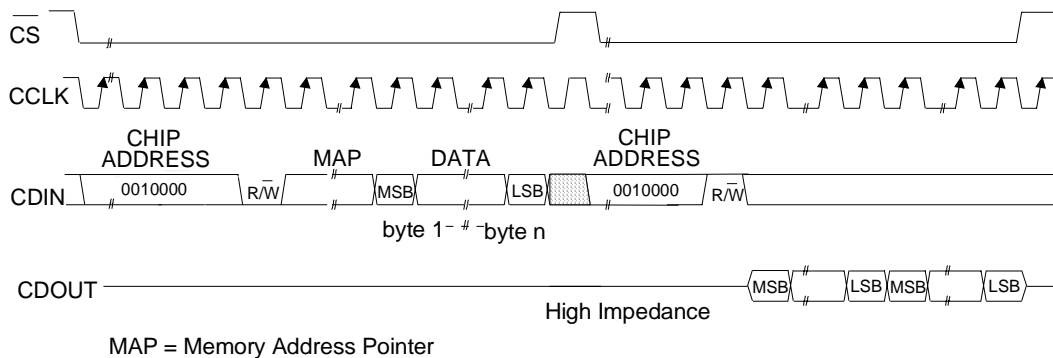 CS
CCLK
CHIP ADDRESS MAP DATA CHIP ADDRESS
CDIN 0010000 R/W MSB LSB 0010000 R/W
byte 1 byte n
CDOUT MSB LSB MSB LSB
High Impedance
MAP = Memory Address Pointer